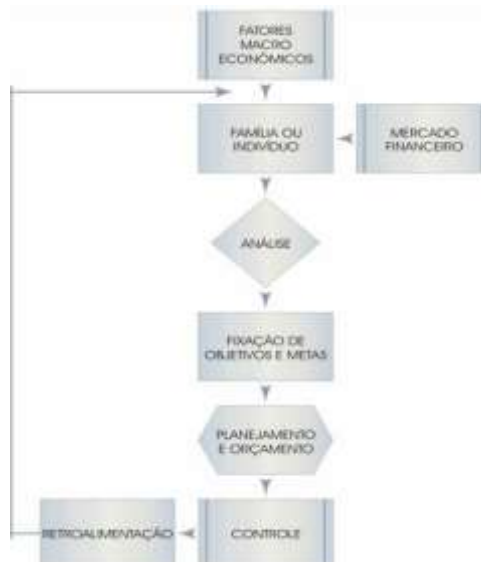 FATORES
MACRO
ECONÔMICOS
FAMÍLIA OU
INDIVÍDUO
MERCADO
FINANCEIRO
ANÁLISE
FIXAÇÃO DE
OBJETIVOS E METAS
PLANEJAMENTO
E ORÇAMENTO
RETROALIMENTAÇÃO
CONTROLE